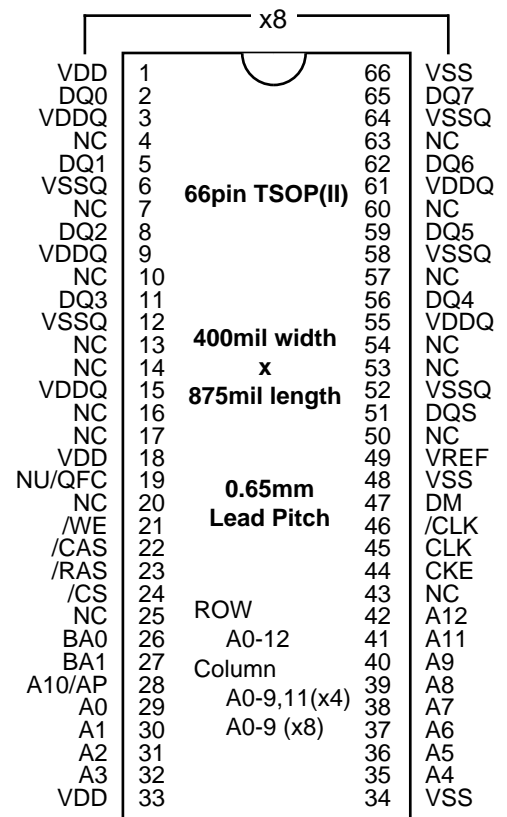 x8
VDD 1 66 VSS
DQ0 2 65 DQ7
VDDQ 3 64 VSSQ
NC 4 63 NC
DQ1 5 62 DQ6
VSSQ 6 61 VDDQ
66pin TSOP(II)
NC 7 60 NC
DQ2 8 59 DQ5
VDDQ 9 58 VSSQ
NC 10 57 NC
DQ3 11 56 DQ4
VSSQ 12 55 VDDQ
NC 13 400mil width 54 NC
NC 14 x 53 NC
VDDQ 15 875mil length 52 VSSQ
NC 16 51 DQS
NC 17 50 NC
VDD 18 49 VREF
NU/QFC 19 0.65mm 48 VSS
NC 20 Lead Pitch 47 DM
/WE 21 46 /CLK
/CAS 22 45 CLK
/RAS 23 44 CKE
/CS 24 43 NC
NC 25 ROW 42 A12
BA0 26 A0-12 41 A11
BA1 27 Column 40 A9
A10/AP 28 A0-9,11(x4) 39 A8
A0 29 38 A7
A1 30 A0-9 (x8) 37 A6
A2 31 36 A5
A3 32 35 A4
VDD 33 34 VSS